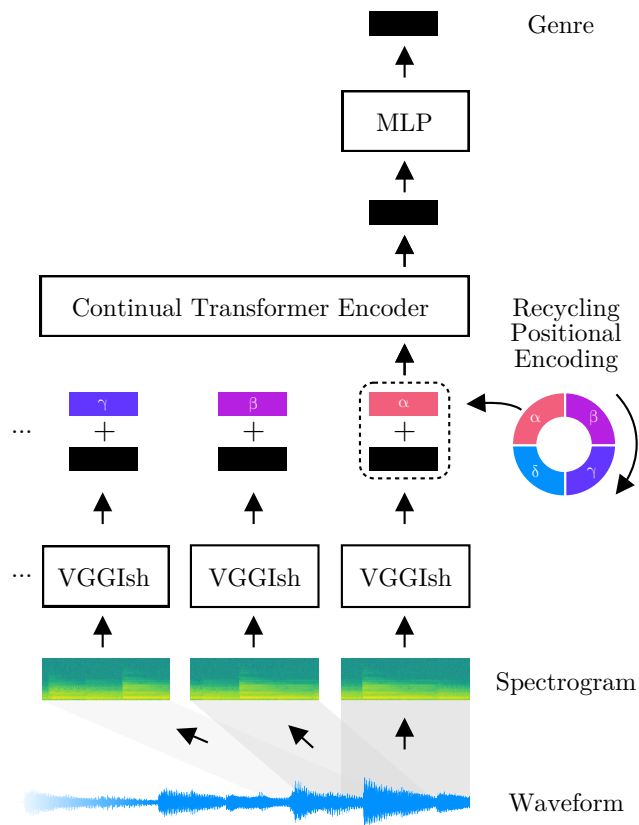 Genre
MLP
Continual Transformer Encoder
Recycling
Positional
Encoding
γ
β
α
α
β
...
+
+
+
δ
γ
...
VGGIsh
VGGIsh
VGGIsh
Spectrogram
Waveform